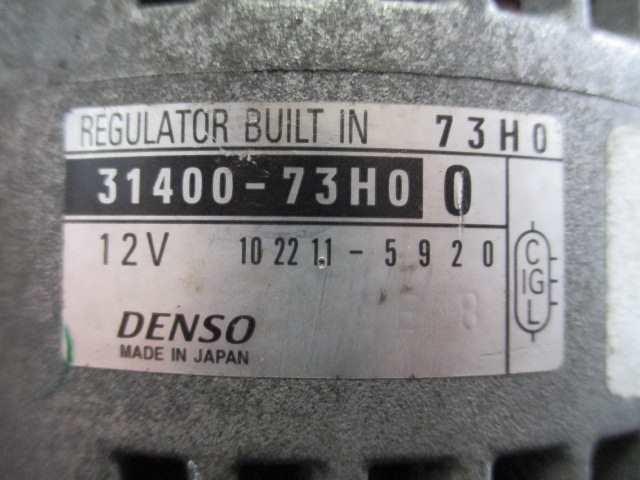 REGULATOR BUILT IN 73H0
31400-73H0 0
12V 102211-5920
C
IG
L
DENSO
MADE IN JAPAN